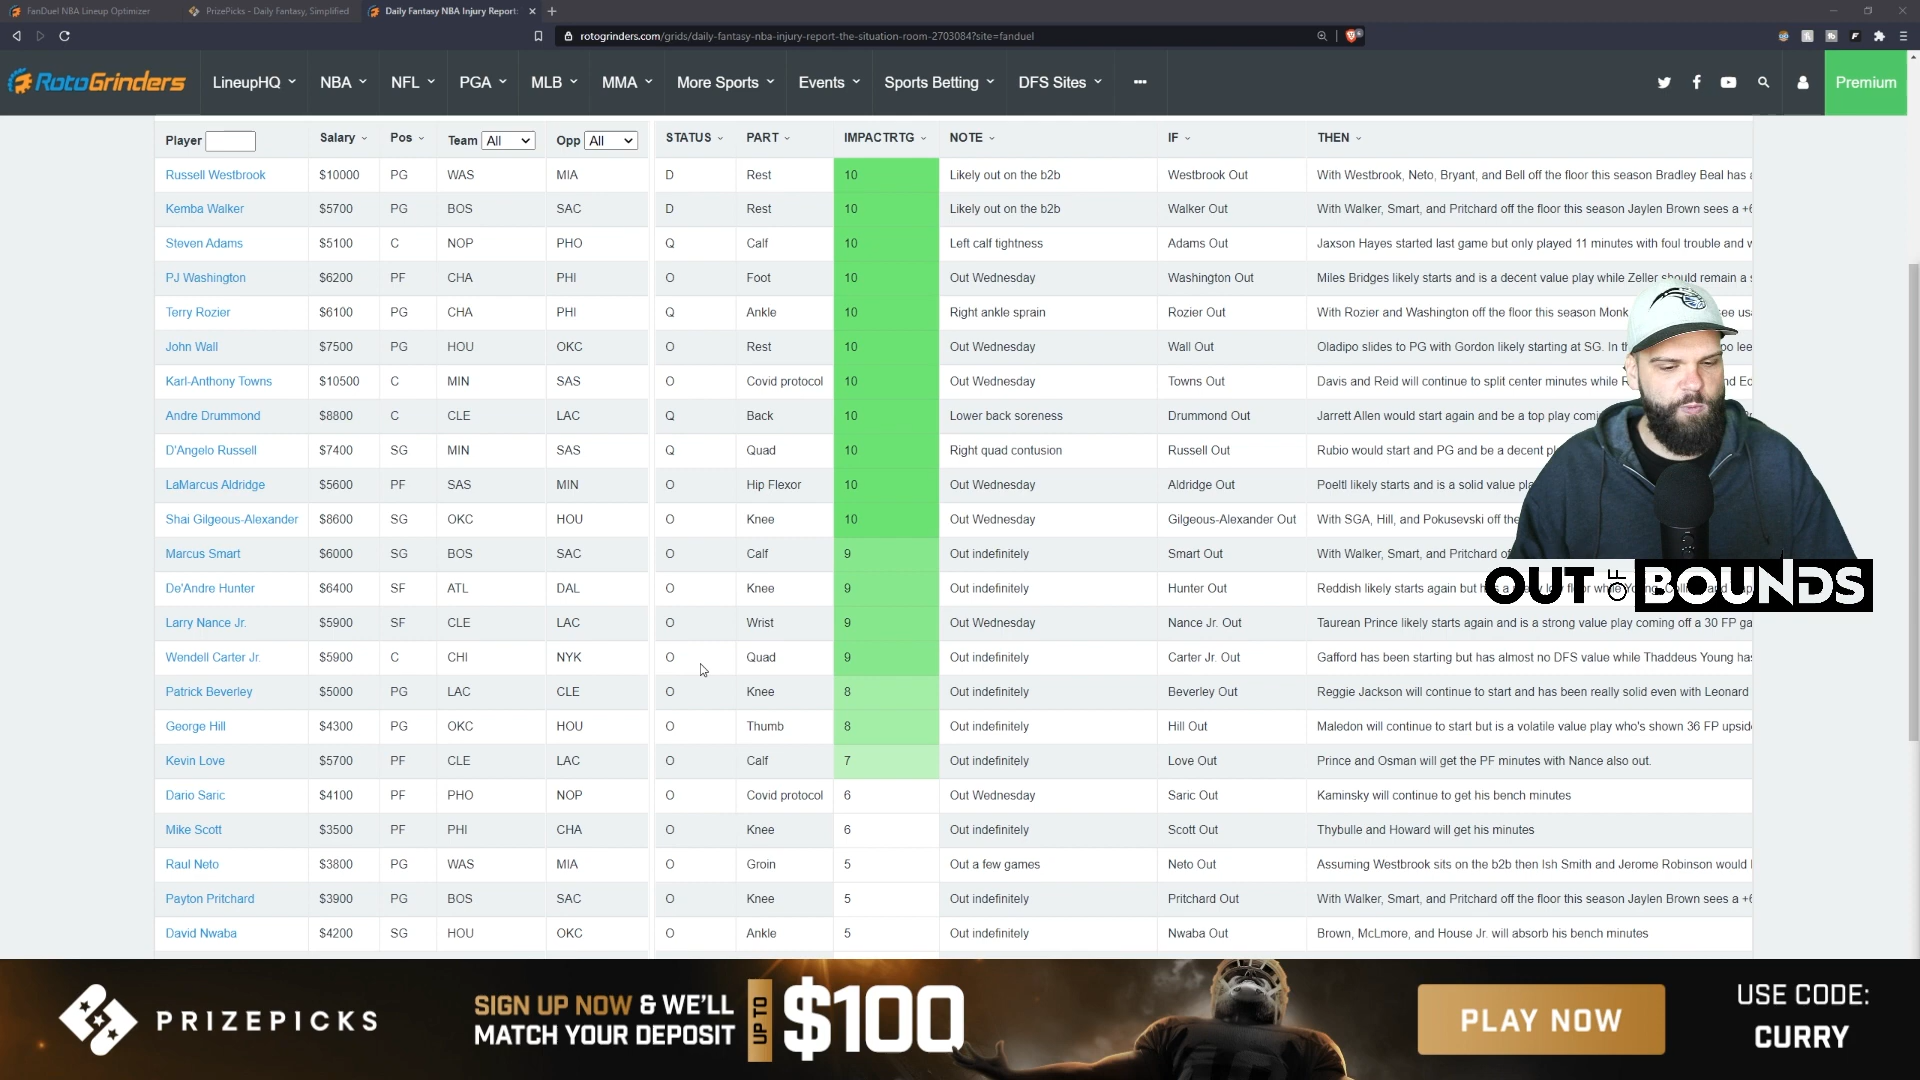 FanDuel NBA Lineup Optimizer
PrizePicks - Daily Fantasy, Simplified
Daily Fantasy NBA Injury Report:
rotogrinders.com/grids/daily-fantasy-nba-injury-report-the-situation-room-2703084?site=fanduel
RotoGrinders LineupHQ NBA NFL PGA MLB MMA More Sports Events Sports Betting DFS Sites Premium
Player Salary Pos Team All Opp All STATUS PART IMPACTRTG NOTE IF THEN
Russell Westbrook $10000 PG WAS MIA D Rest 10 Likely out on the b2b Westbrook Out With Westbrook, Neto, Bryant, and Bell off the floor this season Bradley Beal has
Kemba Walker $5700 PG BOS SAC D Rest 10 Likely out on the b2b Walker Out With Walker, Smart, and Pritchard off the floor this season Jaylen Brown sees a +6
Steven Adams $5100 C NOP PHO Q Calf 10 Left calf tightness Adams Out Jaxson Hayes started last game but only played 11 minutes with foul trouble and
PJ Washington $6200 PF CHA PHI O Foot 10 Out Wednesday Washington Out Miles Bridges likely starts and is a decent value play while Zeller should remain a
Terry Rozier $6100 PG CHA PHI Q Ankle 10 Right ankle sprain Rozier Out With Rozier and Washington off the floor this season Monk
John Wall $7500 PG HOU OKC O Rest 10 Out Wednesday Wall Out Oladipo slides to PG with Gordon likely starting at SG. In
Karl-Anthony Towns $10500 C MIN SAS O Covid protocol 10 Out Wednesday Towns Out Davis and Reid will continue to split center minutes while
Andre Drummond $8800 C CLE LAC Q Back 10 Lower back soreness Drummond Out Jarrett Allen would start again and be a top play
D'Angelo Russell $7400 SG MIN SAS Q Quad 10 Right quad contusion Russell Out Rubio would start and PG and be a decent
LaMarcus Aldridge $5600 PF SAS MIN O Hip Flexor 10 Out Wednesday Aldridge Out Poeltl likely starts and is a solid value
Shai Gilgeous-Alexander $8600 SG OKC HOU O Knee 10 Out Wednesday Gilgeous-Alexander Out With SGA, Hill, and Pokusevski off
Marcus Smart $6000 SG BOS SAC O Calf 9 Out indefinitely Smart Out With Walker, Smart, and Pritchard
De'Andre Hunter $6400 SF ATL DAL O Knee 9 Out indefinitely Hunter Out Reddish likely starts again but
OUT OF BOUNDS
Larry Nance Jr. $5900 SF CLE LAC O Wrist 9 Out Wednesday Nance Jr. Out Taurean Prince likely starts again and is a strong value play coming off a 30 FP
Wendell Carter Jr. $5900 C CHI NYK O Quad 9 Out indefinitely Carter Jr. Out Gafford has been starting but has almost no DFS value while Thaddeus Young has
Patrick Beverley $5000 PG LAC CLE O Knee 8 Out indefinitely Beverley Out Reggie Jackson will continue to start and has been really solid even with Leonard
George Hill $4300 PG OKC HOU O Thumb 8 Out indefinitely Hill Out Maledon will continue to start but is a volatile value play who's shown 36 FP
Kevin Love $5700 PF CLE LAC O Calf 7 Out indefinitely Love Out Prince and Osman will get the PF minutes with Nance also out.
Dario Saric $4100 PF PHO NOP O Covid protocol 6 Out Wednesday Saric Out Kaminsky will continue to get his bench minutes
Mike Scott $3500 PF PHI CHA O Knee 6 Out indefinitely Scott Out Thybulle and Howard will get his minutes
Raul Neto $3800 PG WAS MIA O Groin 5 Out a few games Neto Out Assuming Westbrook sits on the b2b then Ish Smith and Jerome Robinson would
Payton Pritchard $3900 PG BOS SAC O Knee 5 Out indefinitely Pritchard Out With Walker, Smart, and Pritchard off the floor this season Jaylen Brown sees a +6
David Nwaba $4200 SG HOU OKC O Ankle 5 Out indefinitely Nwaba Out Brown, McLmore, and House Jr. will absorb his bench minutes
PRIZEPICKS
SIGN UP NOW & WE'LL
MATCH YOUR DEPOSIT
UP TO
$100
PLAY NOW
USE CODE:
CURRY